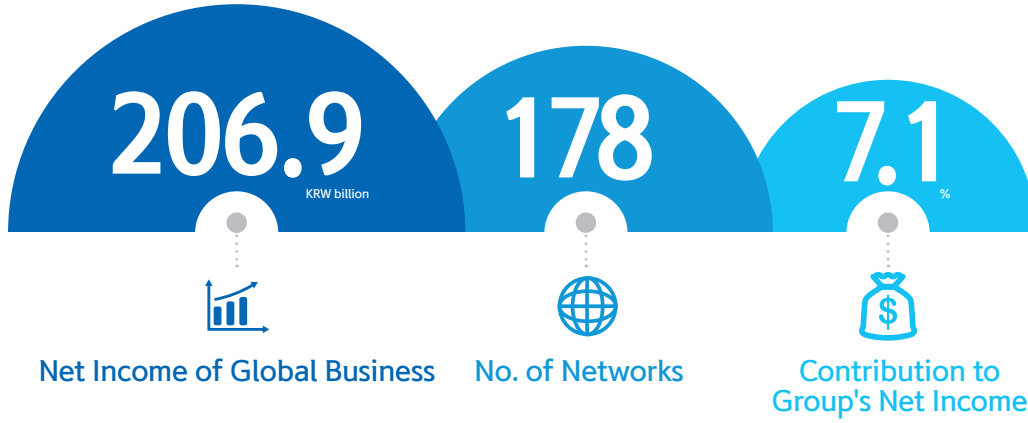 206.9
KRW billion
178
7.1
%
$
Net Income of Global Business
No. of Networks
Contribution to
Group's Net Income